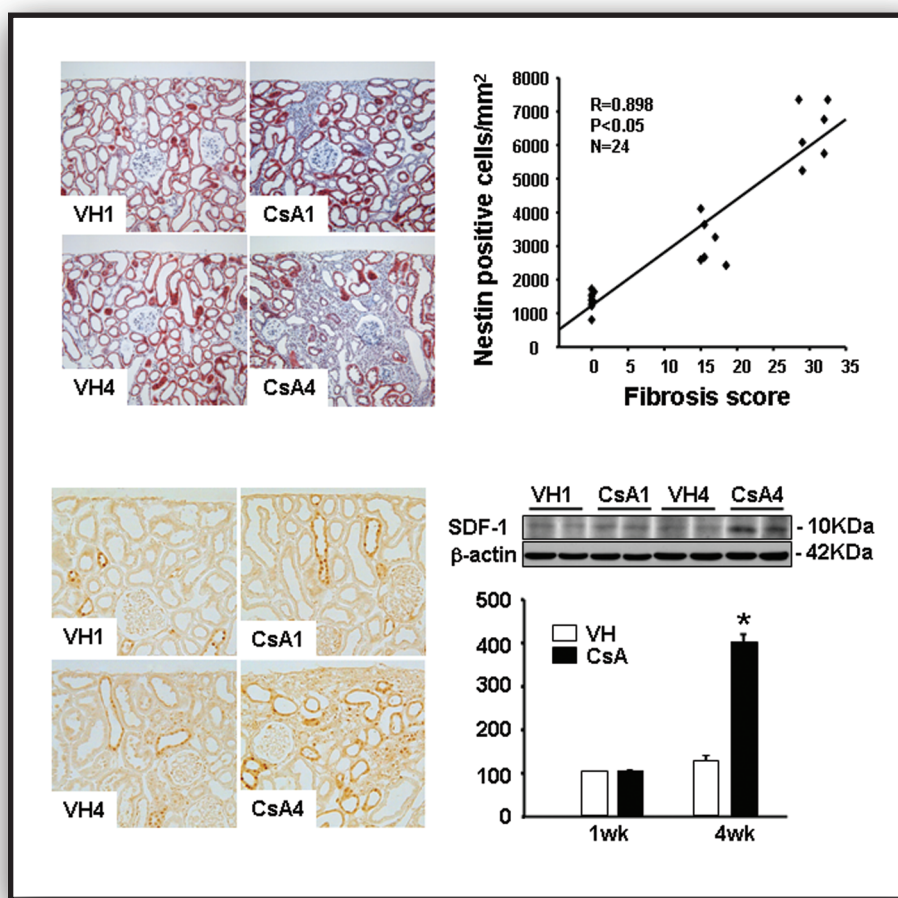 VH1
CsA1
VH4
CsA4
Nestin positive cells/mm²
8000
7000
6000
5000
4000
3000
2000
1000
0
R=0.898
P<0.05
N=24
0 5 10 15 20 25 30 35
Fibrosis score
VH1
CsA1
VH4
CsA4
VH1 CsA1 VH4 CsA4
SDF-1 - 10KDa
β-actin - 42KDa
500
400
300
200
100
0
VH
CsA
*
1wk 4wk